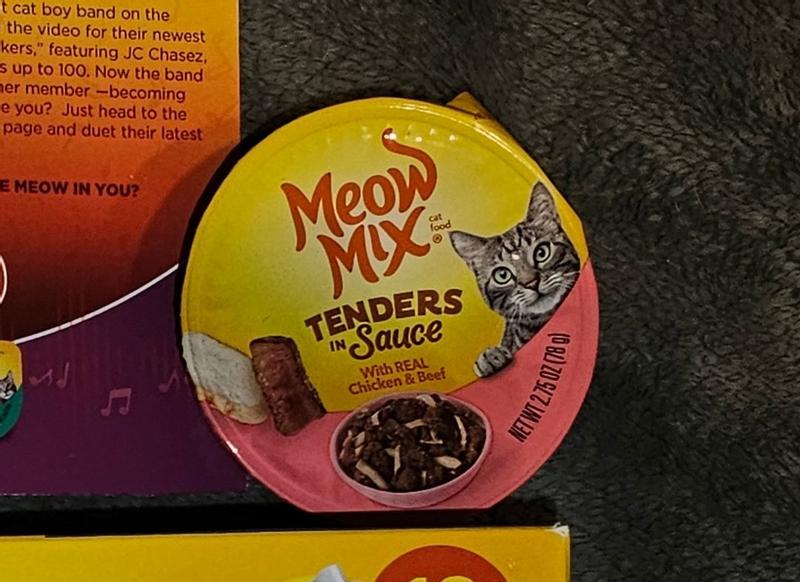 t cat boy band on the
the video for their newest
kers," featuring JC Chasez,
s up to 100. Now the band
er member —becoming
e you? Just head to the
page and duet their latest
E MEOW IN YOU?
Meow
Mix
cat
food
®
TENDERS
IN Sauce
With REAL
Chicken & Beef
NET WT 2.75 OZ (78 g)